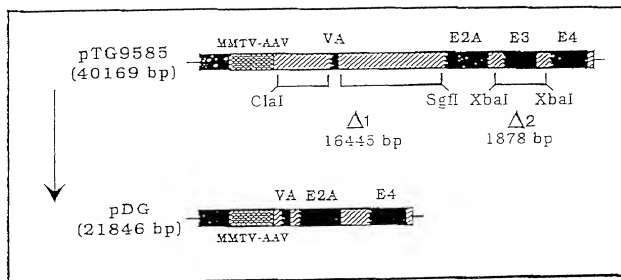 MMTV-AAV VA E2A E3 E4
pTG9585
(40169 bp)
ClaI SgfI XbaI XbaI
Δ1 Δ2
16445 bp 1878 bp
VA E2A E4
pDG
(21846 bp)
MMTV-AAV